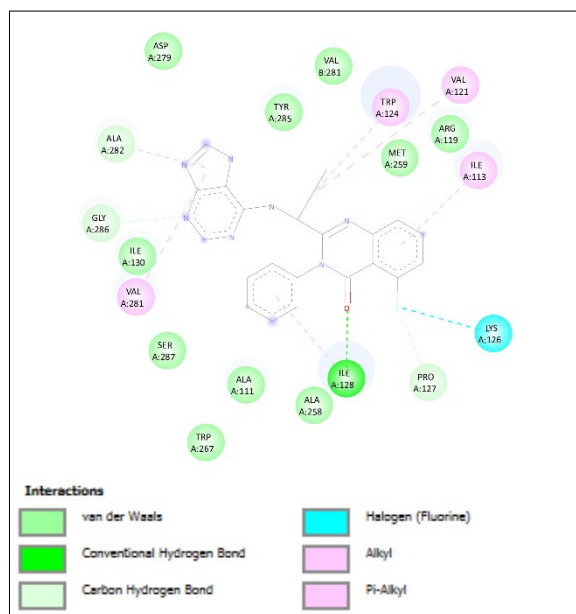 ASP
A:279
VAL
B:281
VAL
A:121
TRP
A:124
TYR
A:285
ARG
A:119
ALA
A:282
MET
A:259
ILE
A:113
GLY
A:286
ILE
A:130
VAL
A:281
LYS
A:126
SER
A:287
ILE
A:128
PRO
A:127
ALA
A:111
ALA
A:258
TRP
A:267
N
N
N
N
N
N
N
N
O
Interactions
van der Waals
Conventional Hydrogen Bond
Carbon Hydrogen Bond
Halogen (Fluorine)
Alkyl
Pi-Alkyl